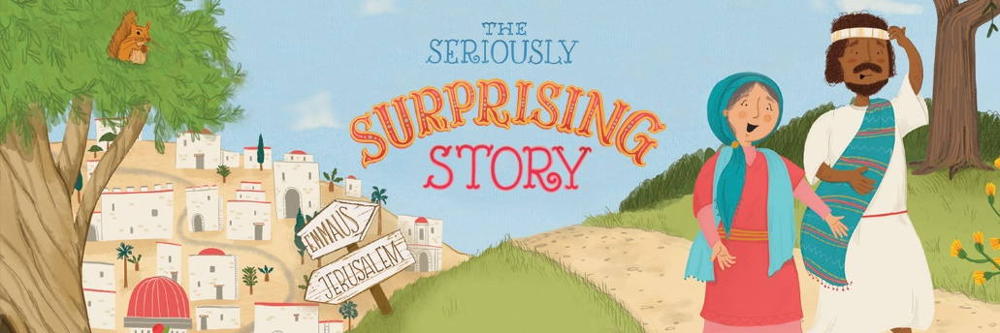 THE
SERIOUSLY
SURPRISING
STORY
EMMAUS
JERUSALEM